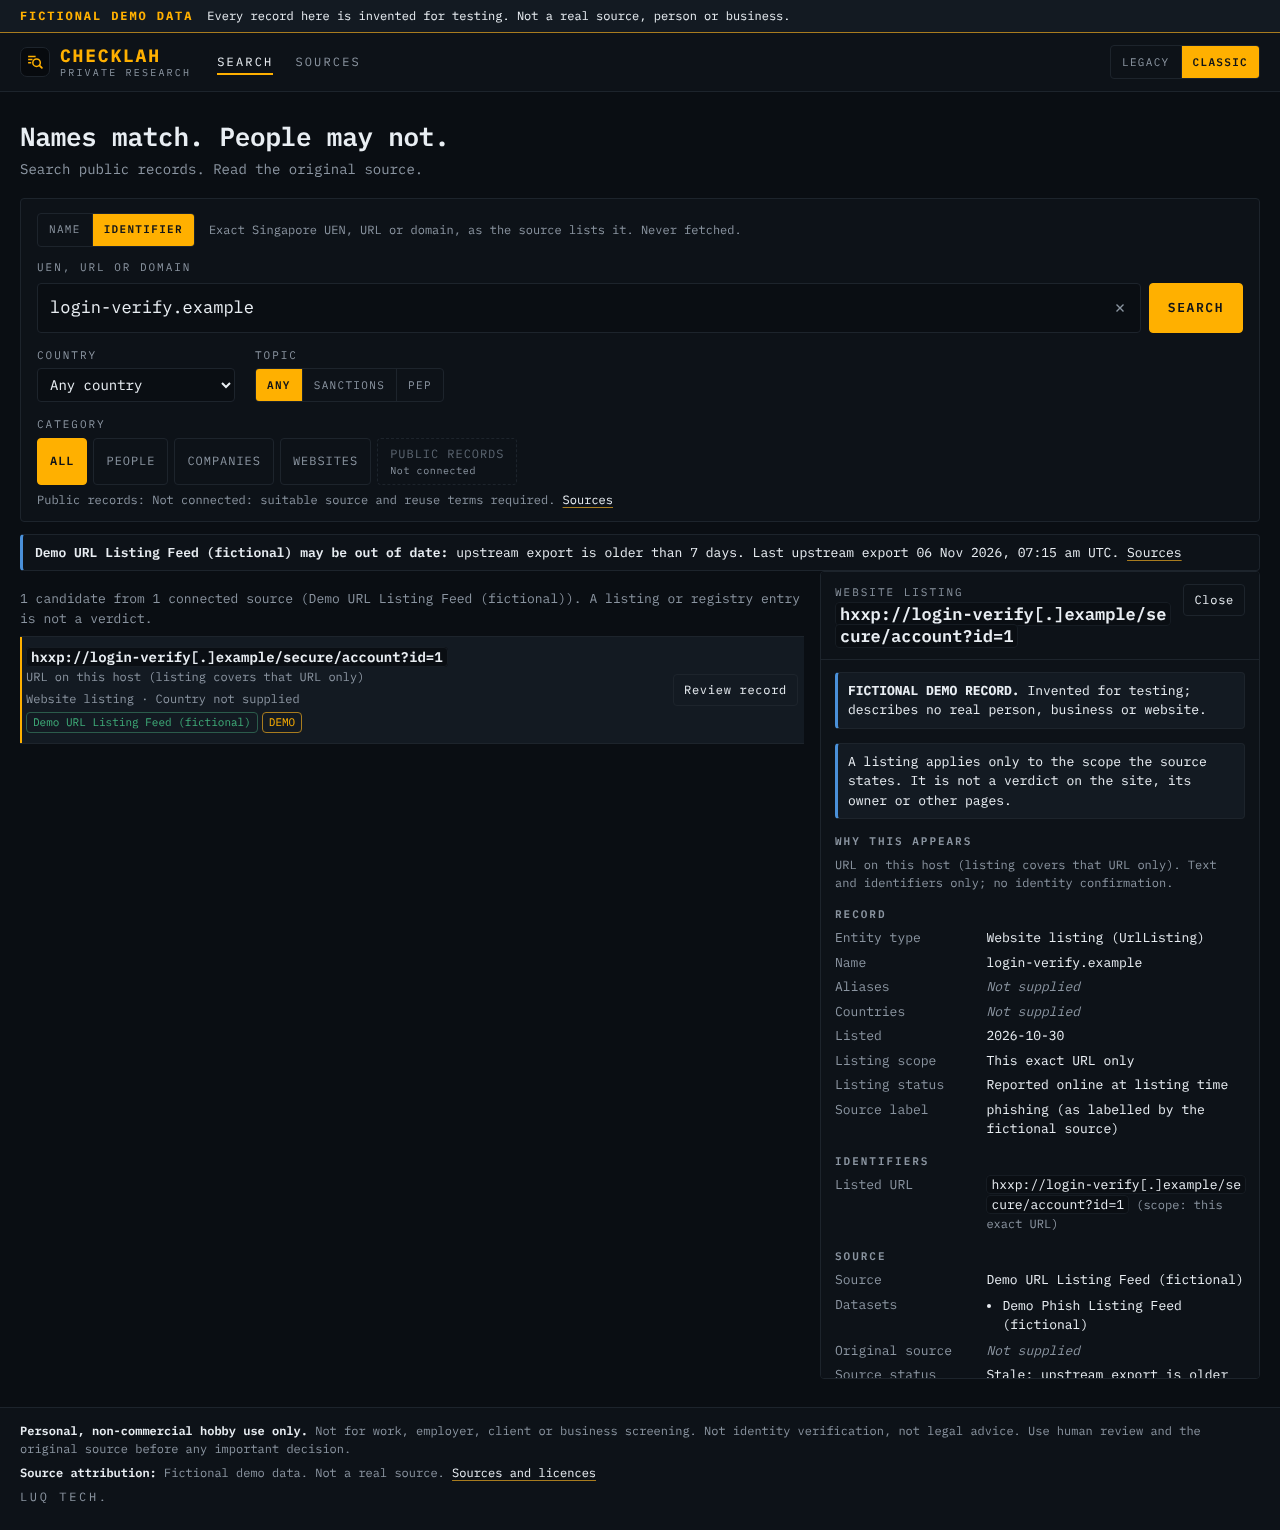 FICTIONAL DEMO DATA Every record here is invented for testing. Not a real source, person or business.
CHECKLAH
PRIVATE RESEARCH
SEARCH SOURCES
LEGACY CLASSIC
Names match. People may not.
Search public records. Read the original source.
NAME IDENTIFIER Exact Singapore UEN, URL or domain, as the source lists it. Never fetched.
UEN, URL OR DOMAIN
login-verify.example × SEARCH
COUNTRY TOPIC
Any country ANY SANCTIONS PEP
CATEGORY
ALL PEOPLE COMPANIES WEBSITES PUBLIC RECORDS
Not connected
Public records: Not connected: suitable source and reuse terms required. Sources
Demo URL Listing Feed (fictional) may be out of date: upstream export is older than 7 days. Last upstream export 06 Nov 2026, 07:15 am UTC. Sources
1 candidate from 1 connected source (Demo URL Listing Feed (fictional)). A listing or registry entry
is not a verdict.
hxxp://login-verify[.]example/secure/account?id=1
URL on this host (listing covers that URL only)
Website listing · Country not supplied
Demo URL Listing Feed (fictional) DEMO
Review record
WEBSITE LISTING
hxxp://login-verify[.]example/se
cure/account?id=1
Close
FICTIONAL DEMO RECORD. Invented for testing;
describes no real person, business or website.
A listing applies only to the scope the source
states. It is not a verdict on the site, its
owner or other pages.
WHY THIS APPEARS
URL on this host (listing covers that URL only). Text
and identifiers only; no identity confirmation.
RECORD
Entity type Website listing (UrlListing)
Name login-verify.example
Aliases Not supplied
Countries Not supplied
Listed 2026-10-30
Listing scope This exact URL only
Listing status Reported online at listing time
Source label phishing (as labelled by the
fictional source)
IDENTIFIERS
Listed URL hxxp://login-verify[.]example/se
cure/account?id=1 (scope: this
exact URL)
SOURCE
Source Demo URL Listing Feed (fictional)
Datasets • Demo Phish Listing Feed
(fictional)
Original source Not supplied
Source status Stale: upstream export is older
Personal, non-commercial hobby use only. Not for work, employer, client or business screening. Not identity verification, not legal advice. Use human review and the
original source before any important decision.
Source attribution: Fictional demo data. Not a real source. Sources and licences
LUQ TECH.